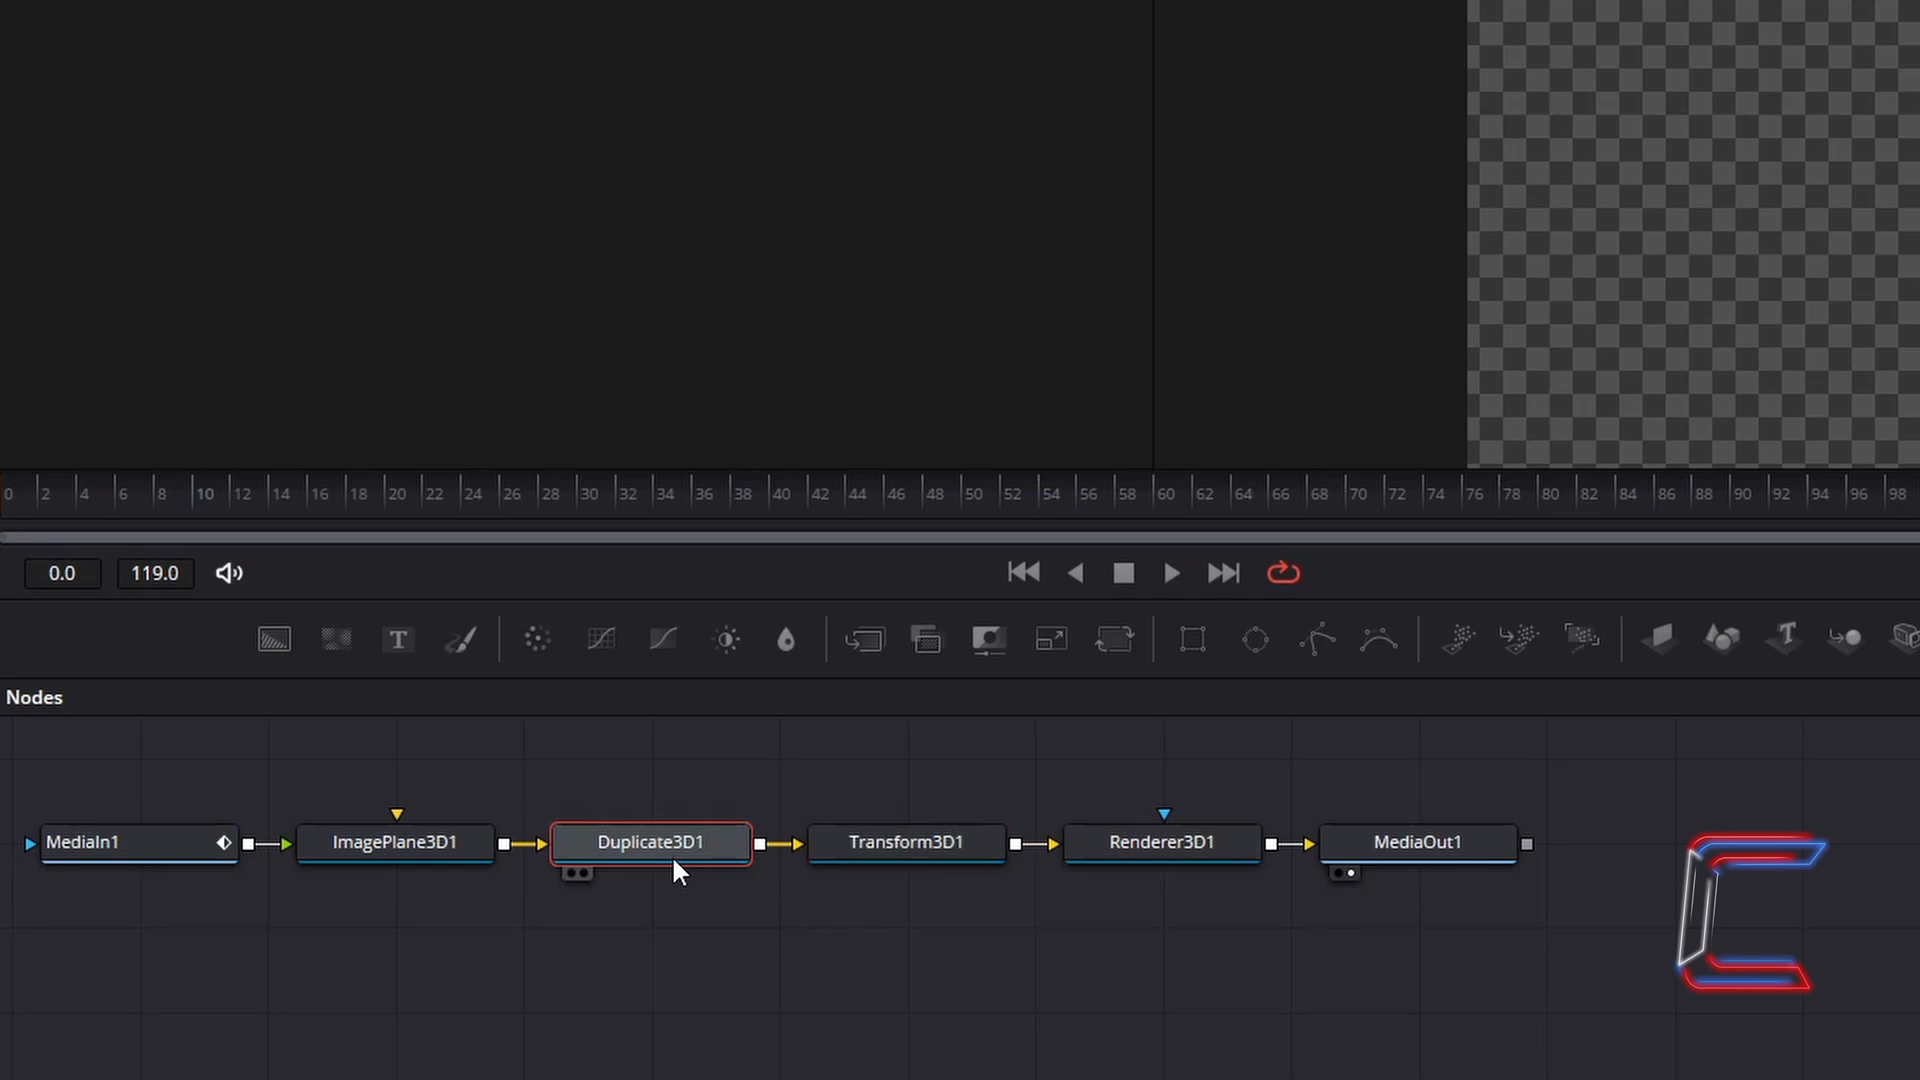 0 2 4 6 8 10 12 14 16 18 20 22 24 26 28 30 32 34 36 38 40 42 44 46 48 50 52 54 56 58 60 62 64 66 68 70 72 74 76 78 80 82 84 86 88 90 92 94 96 98
0.0 119.0
T T
Nodes
MediaIn1 ImagePlane3D1 Duplicate3D1 Transform3D1 Renderer3D1 MediaOut1
C